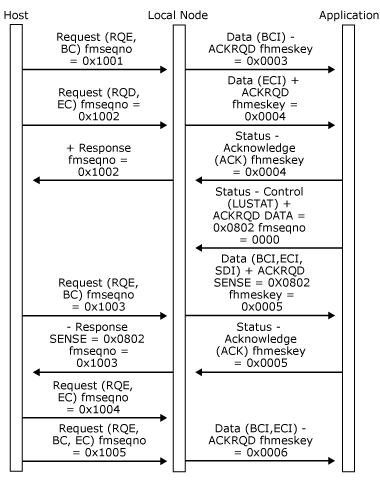 Host
Local Node
Application
Request (RQE,
BC) fmseqno
= 0x1001
Data (BCI) -
ACKRQD fhmeskey
= 0x0003
Request (RQD,
EC) fmseqno =
0x1002
Data (ECI) +
ACKRQD
fhmeskey =
0x0004
+ Response
fmseqno =
0x1002
Status -
Acknowledge
(ACK) fhmeskey
= 0x0004
Status - Control
(LUSTAT) +
ACKRQD DATA =
0x0802 fmseqno
= 0000
Request (RQE,
BC) fmseqno
= 0x1003
Data (BCI,ECI,
SDI) + ACKRQD
SENSE = 0X0802
fhmeskey =
0x0005
- Response
SENSE = 0x0802
fmseqno =
0x1003
Status -
Acknowledge
(ACK) fhmeskey
= 0x0005
Request (RQE,
EC) fmseqno
= 0x1004
Request (RQE,
BC, EC) fmseqno
= 0x1005
Data (BCI,ECI) -
ACKRQD fhmeskey
= 0x0006